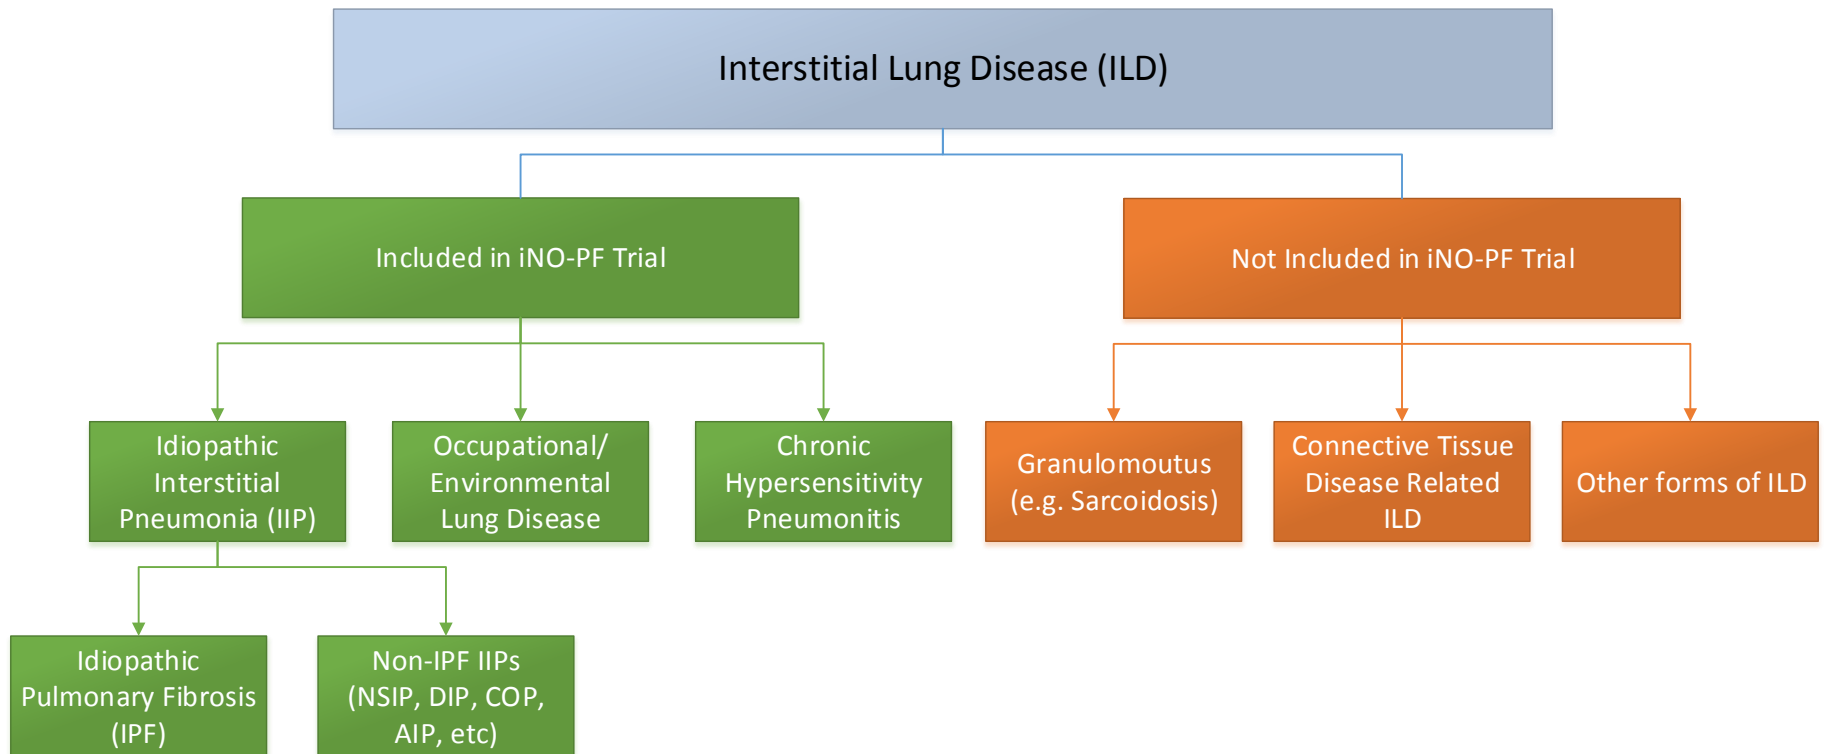 Interstitial Lung Disease (ILD)
Included in iNO-PF Trial
Not Included in iNO-PF Trial
Idiopathic
Interstitial
Pneumonia (IIP)
Occupational/
Environmental
Lung Disease
Chronic
Hypersensitivity
Pneumonitis
Granulomoutus
(e.g. Sarcoidosis)
Connective Tissue
Disease Related
ILD
Other forms of ILD
Idiopathic
Pulmonary Fibrosis
(IPF)
Non-IPF IIPs
(NSIP, DIP, COP,
AIP, etc)